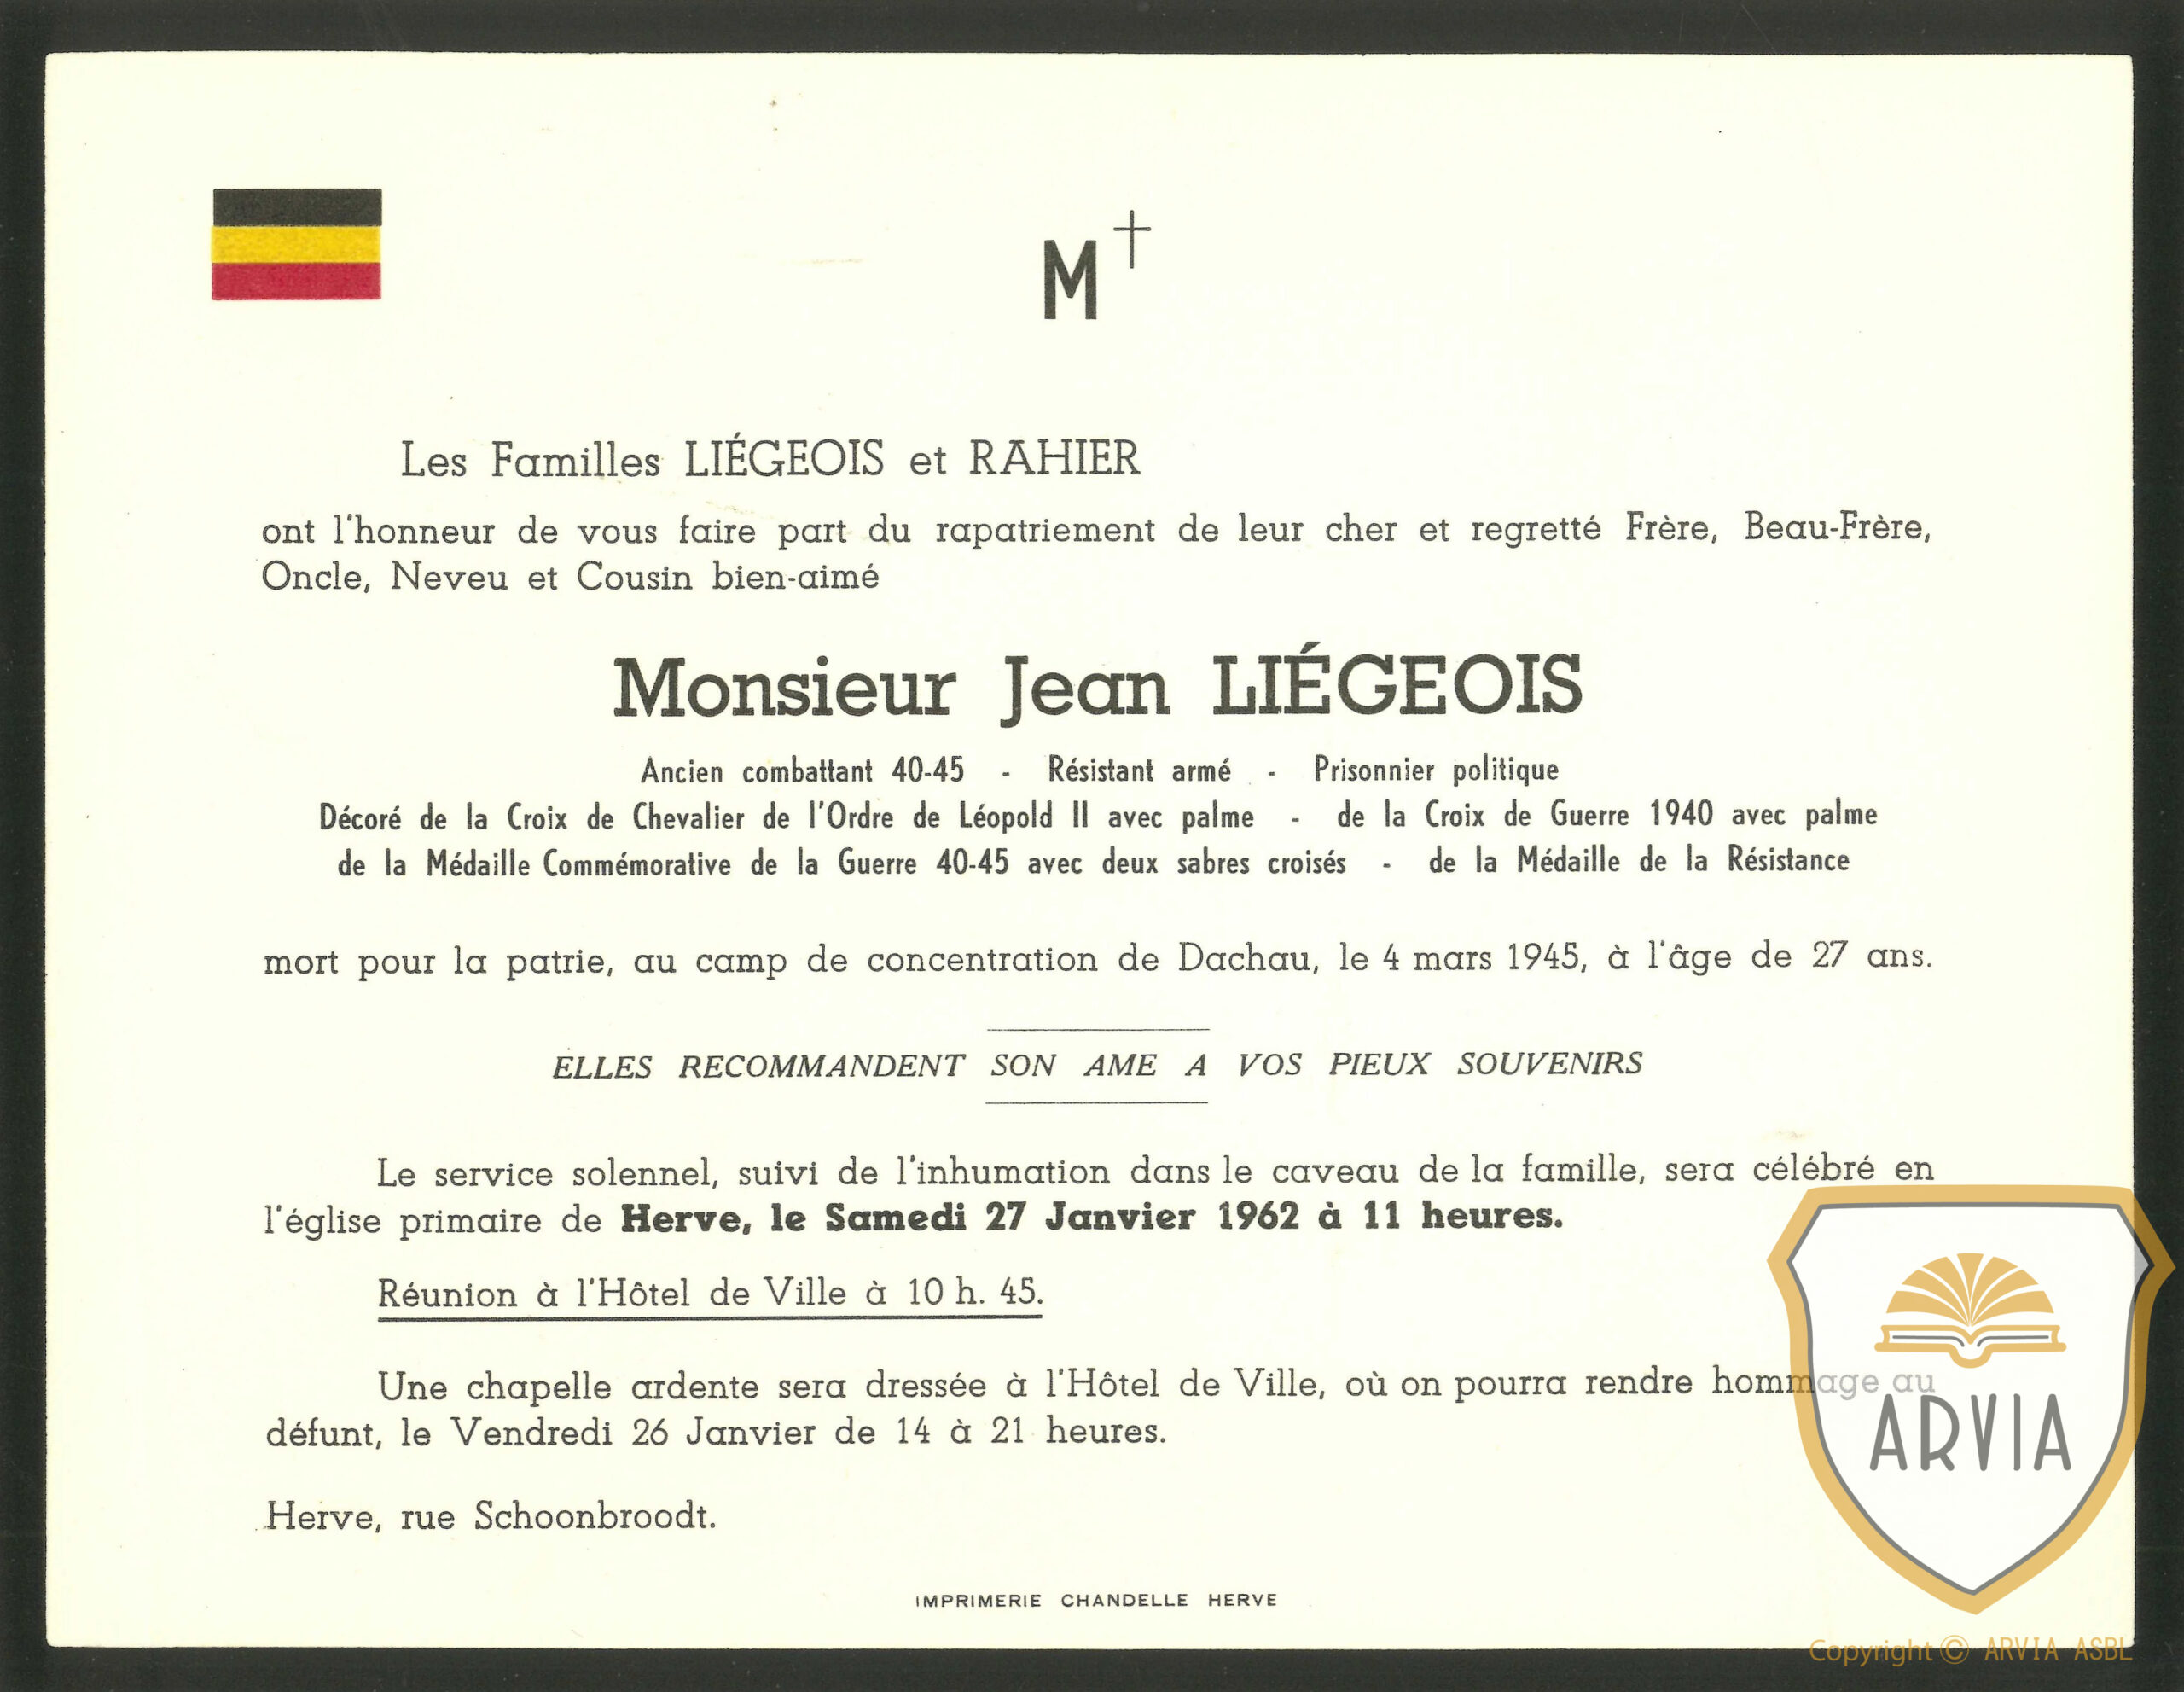 M†
Les Familles LIÉGEOIS et RAHIER
ont l'honneur de vous faire part du rapatriement de leur cher et regretté Frère, Beau-Frère,
Oncle, Neveu et Cousin bien-aimé
Monsieur Jean LIÉGEOIS
Ancien combattant 40-45 - Résistant armé - Prisonnier politique
Décoré de la Croix de Chevalier de l'Ordre de Léopold II avec palme - de la Croix de Guerre 1940 avec palme
de la Médaille Commémorative de la Guerre 40-45 avec deux sabres croisés - de la Médaille de la Résistance
mort pour la patrie, au camp de concentration de Dachau, le 4 mars 1945, à l'âge de 27 ans.
ELLES RECOMMANDENT SON AME A VOS PIEUX SOUVENIRS
Le service solennel, suivi de l'inhumation dans le caveau de la famille, sera célébré en
l'église primaire de Herve, le Samedi 27 Janvier 1962 à 11 heures.
Réunion à l'Hôtel de Ville à 10 h. 45.
Une chapelle ardente sera dressée à l'Hôtel de Ville, où on pourra rendre hommage au
défunt, le Vendredi 26 Janvier de 14 à 21 heures.
Herve, rue Schoonbroodt.
IMPRIMERIE CHANDELLE HERVE
ARVIA
Copyright © ARVIA ASBL